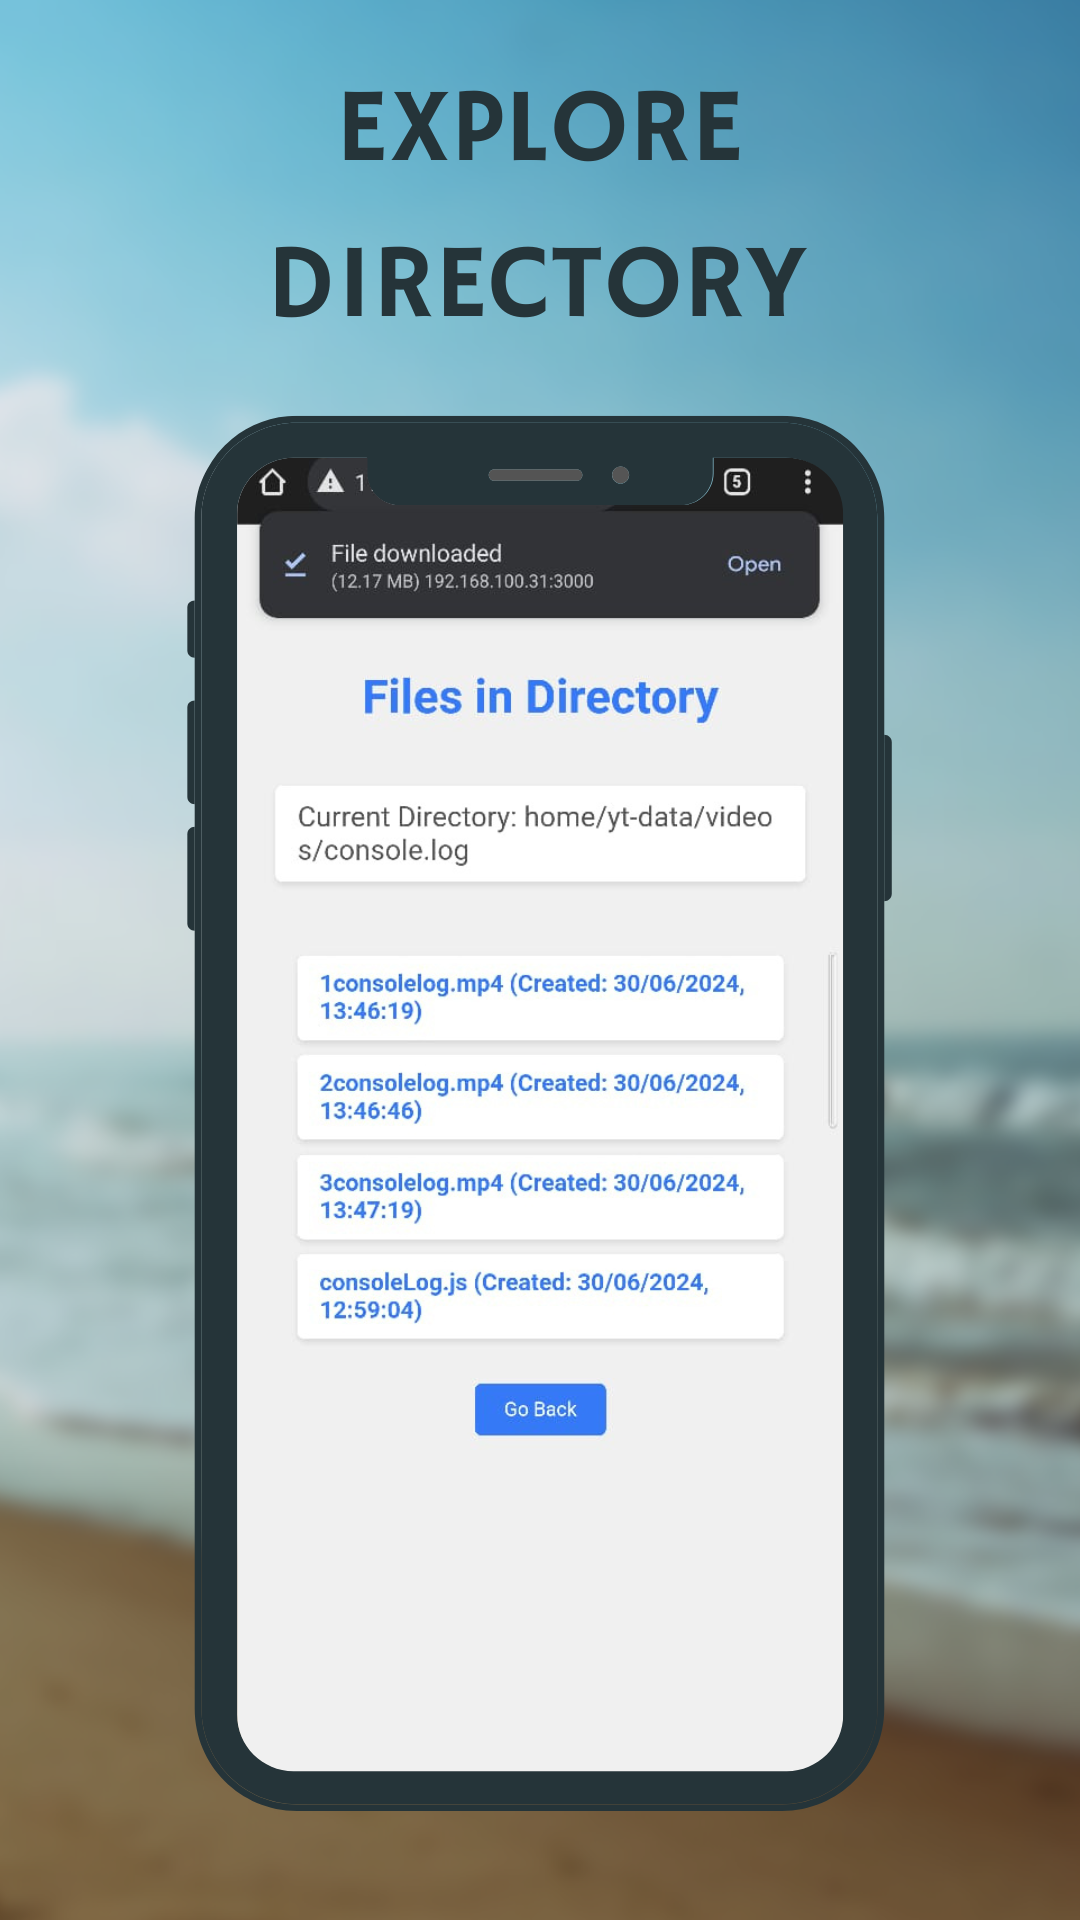 EXPLORE
DIRECTORY
5
File downloaded
(12.17 MB) 192.168.100.31:3000
Open
Files in Directory
Current Directory: home/yt-data/video
s/console.log
1consolelog.mp4 (Created: 30/06/2024,
13:46:19)
2consolelog.mp4 (Created: 30/06/2024,
13:46:46)
3consolelog.mp4 (Created: 30/06/2024,
13:47:19)
consoleLog.js (Created: 30/06/2024,
12:59:04)
Go Back